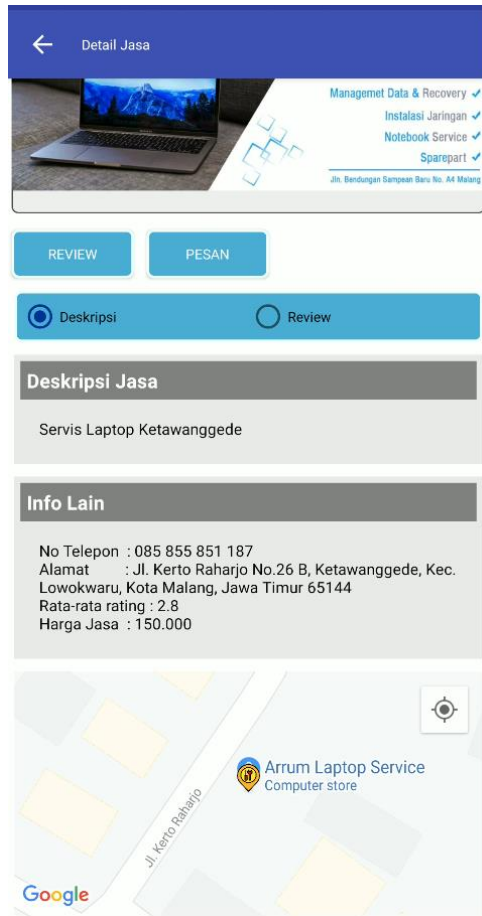 Detail Jasa
Managemet Data & Recovery
Instalasi Jaringan
Notebook Service
Sparepart
Jln. Bendungan Sampean Baru No. A4 Malang
REVIEW
PESAN
Deskripsi
Review
Deskripsi Jasa
Servis Laptop Ketawanggede
Info Lain
No Telepon : 085 855 851 187
Alamat : Jl. Kerto Raharjo No.26 B, Ketawanggede, Kec.
Lowokwaru, Kota Malang, Jawa Timur 65144
Rata-rata rating : 2.8
Harga Jasa : 150.000
Arrum Laptop Service
Computer store
Jl. Kerto Raharjo
Google